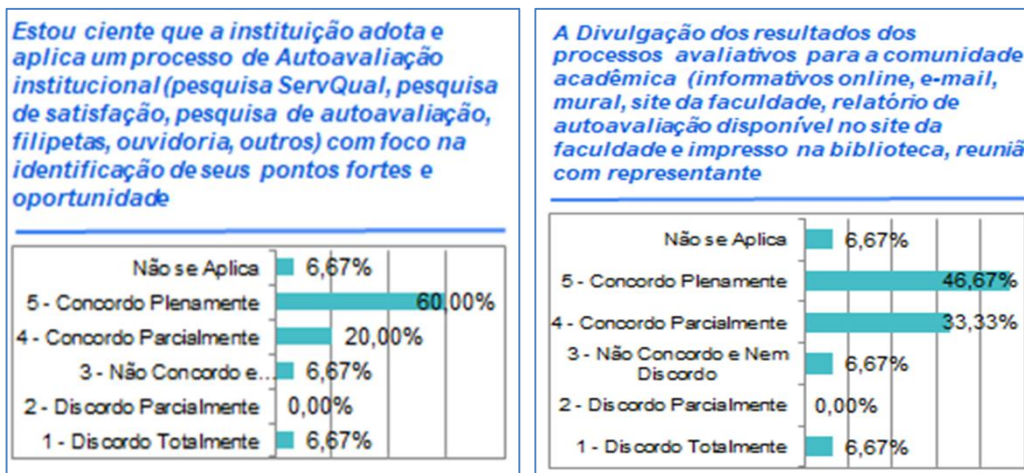 Estou ciente que a instituição adota e
aplica um processo de Autoavaliação
institucional (pesquisa ServQual, pesquisa
de satisfação, pesquisa de autoavaliação,
filipetas, ouvidoria, outros) com foco na
identificação de seus pontos fortes e
oportunidade
Não se Aplica 6,67%
5 - Concordo Plenamente 60,00%
4 - Concordo Parcialmente 20,00%
3 - Não Concordo e... 6,67%
2 - Discordo Parcialmente 0,00%
1 - Discordo Totalmente 6,67%
A Divulgação dos resultados dos
processos avaliativos para a comunidade
acadêmica (informativos online, e-mail,
mural, site da faculdade, relatório de
autoavaliação disponível no site da
faculdade e impresso na biblioteca, reuniã
com representante
Não se Aplica 6,67%
5 - Concordo Plenamente 46,67%
4 - Concordo Parcialmente 33,33%
3 - Não Concordo e Nem
Discordo 6,67%
2 - Discordo Parcialmente 0,00%
1 - Discordo Totalmente 6,67%